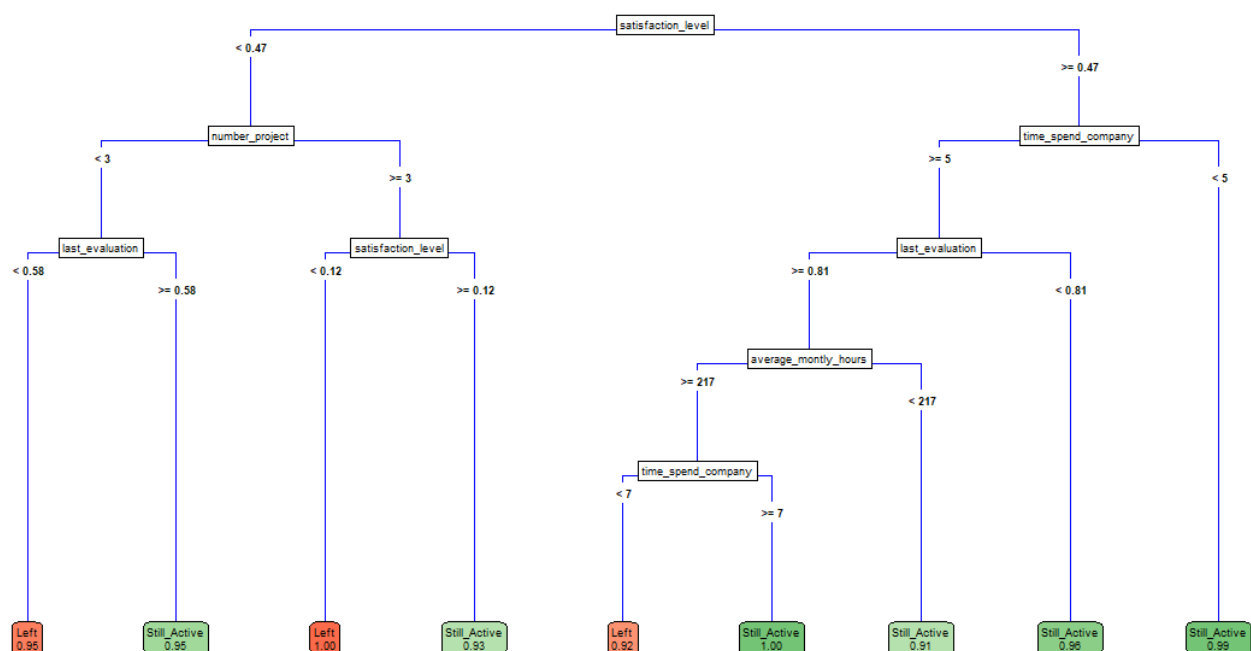 satisfaction_level
< 0.47
>= 0.47
number_project
time_spend_company
< 3
>= 3
>= 5
< 5
last_evaluation
satisfaction_level
last_evaluation
< 0.58
>= 0.58
< 0.12
>= 0.12
>= 0.81
< 0.81
average_montly_hours
>= 217
< 217
time_spend_company
< 7
>= 7
Left
0.95
Still_Active
0.95
Left
1.00
Still_Active
0.93
Left
0.92
Still_Active
1.00
Still_Active
0.91
Still_Active
0.96
Still_Active
0.99